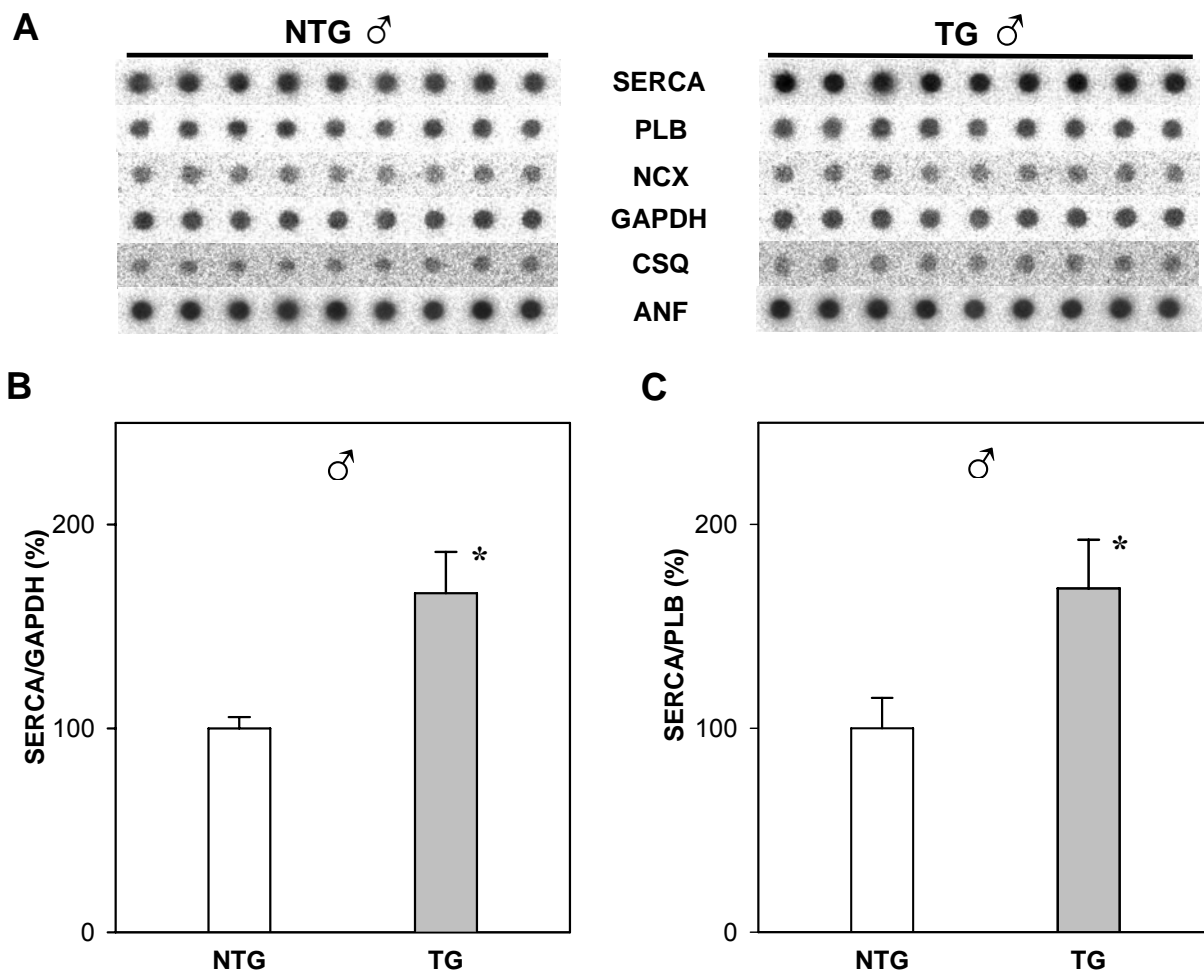 A
NTG ♂
TG ♂
SERCA
PLB
NCX
GAPDH
CSQ
ANF
B
♂
SERCA/GAPDH (%)
200
100
0
*
NTG
TG
C
♂
SERCA/PLB (%)
200
100
0
*
NTG
TG